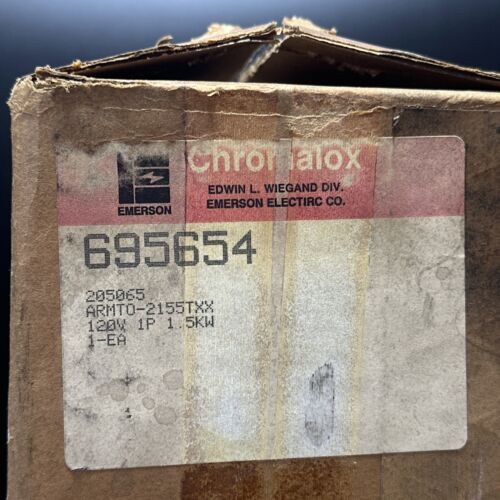 Chromalox
EDWIN L. WIEGAND DIV.
EMERSON ELECTIRC CO.
EMERSON
695654
205065
ARMTO-2155TXX
120V 1P 1.5KW
1-EA